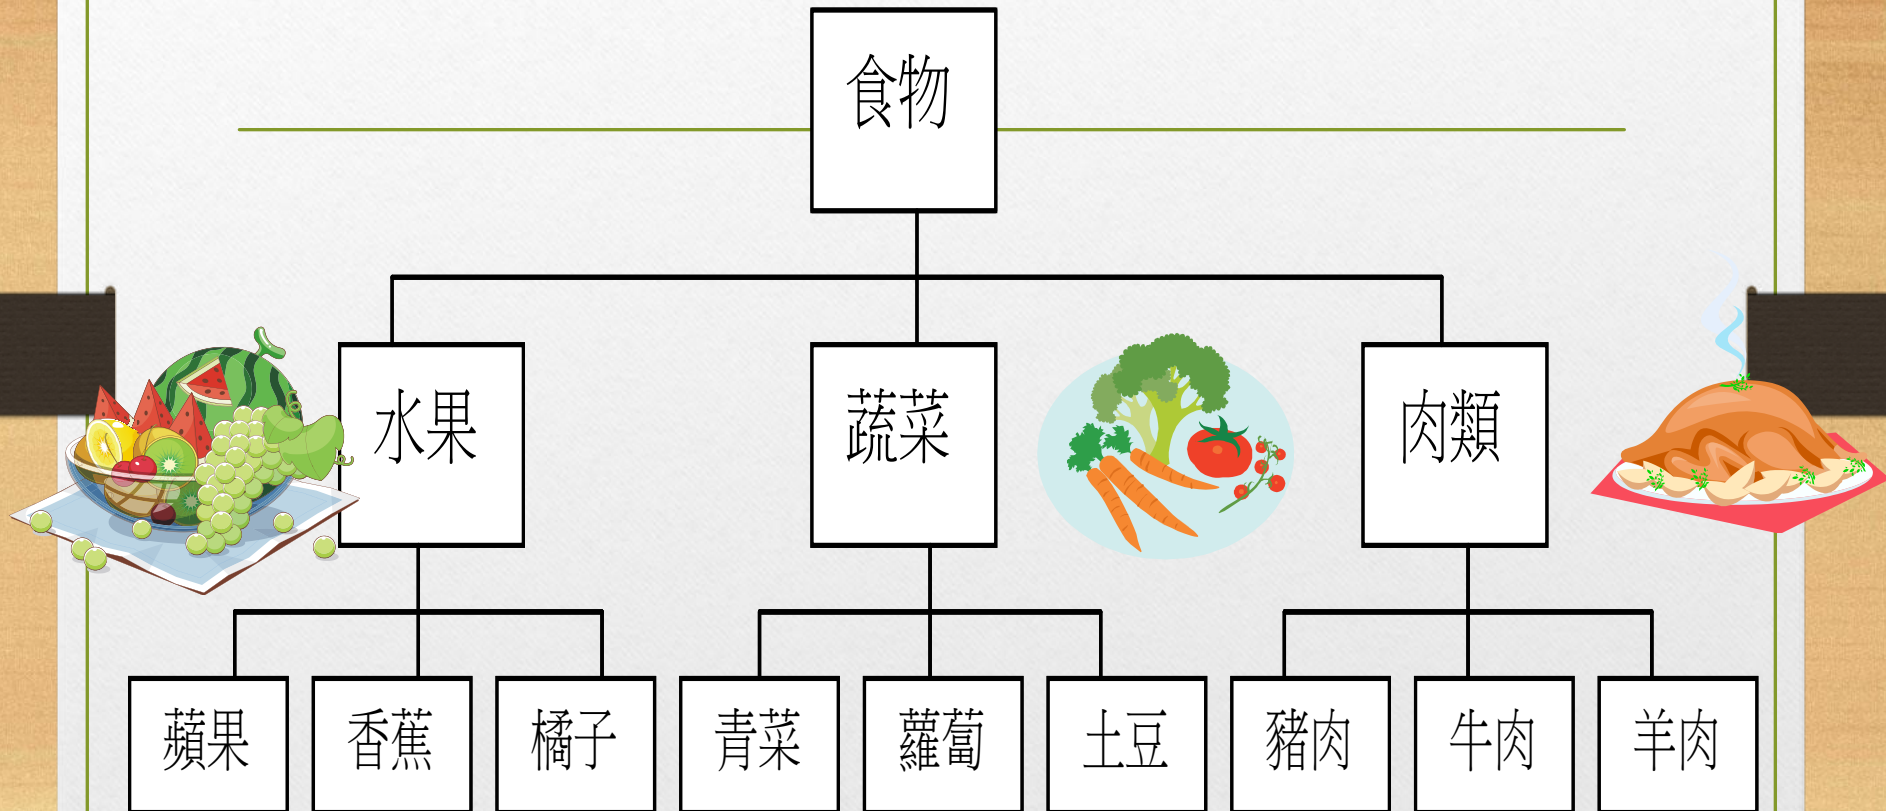 食物
水果
蔬菜
肉類
蘋果
香蕉
橘子
青菜
蘿蔔
土豆
豬肉
牛肉
羊肉